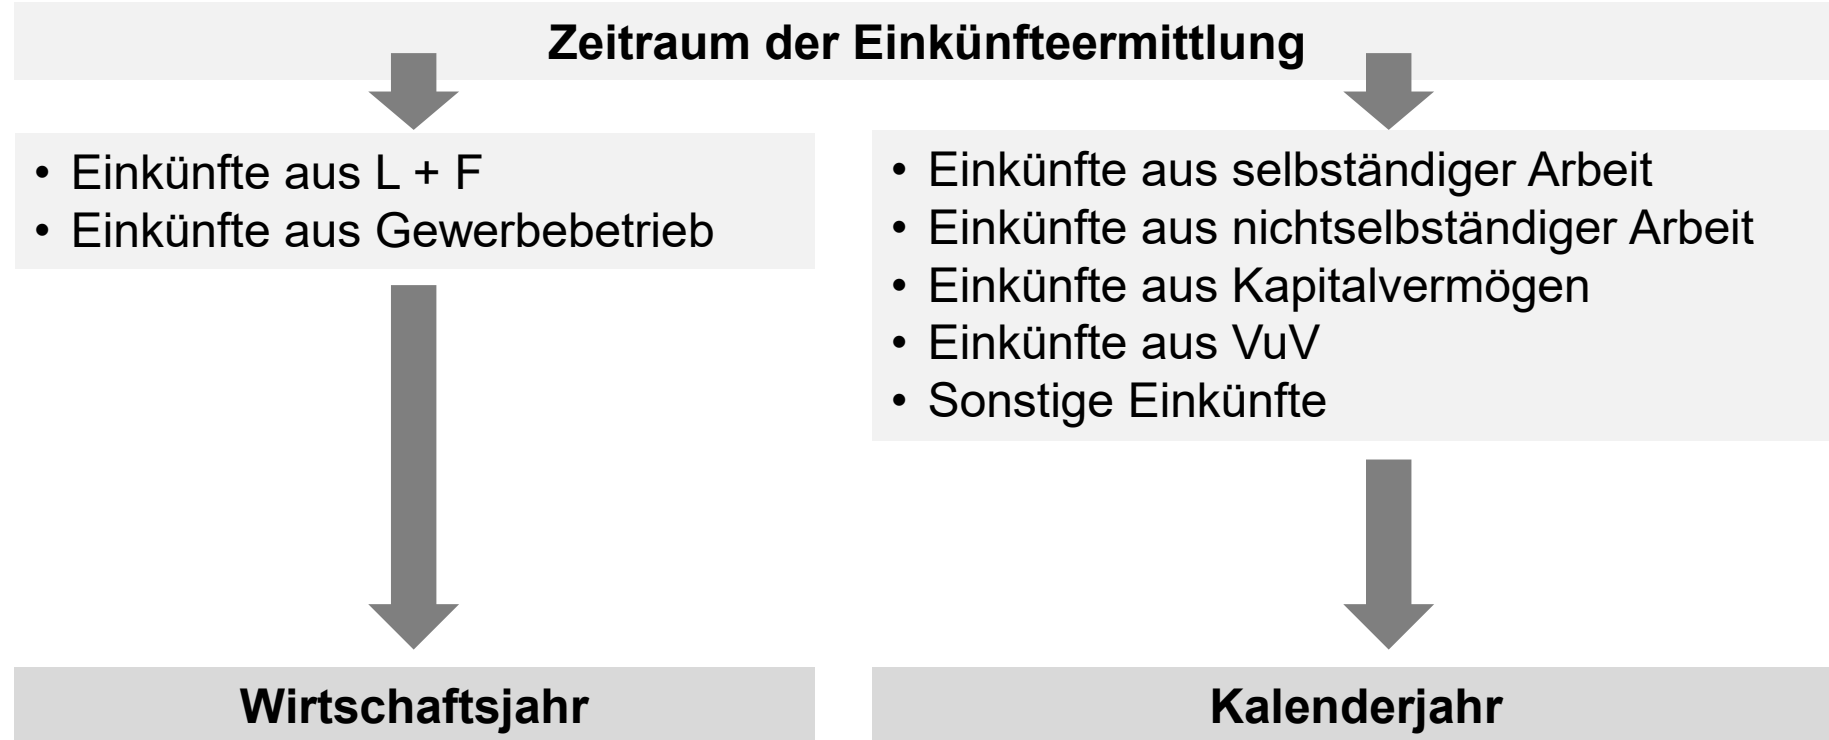 Zeitraum der Einkünfteermittlung
• Einkünfte aus L + F
• Einkünfte aus Gewerbebetrieb
• Einkünfte aus selbständiger Arbeit
• Einkünfte aus nichtselbständiger Arbeit
• Einkünfte aus Kapitalvermögen
• Einkünfte aus VuV
• Sonstige Einkünfte
Wirtschaftsjahr
Kalenderjahr